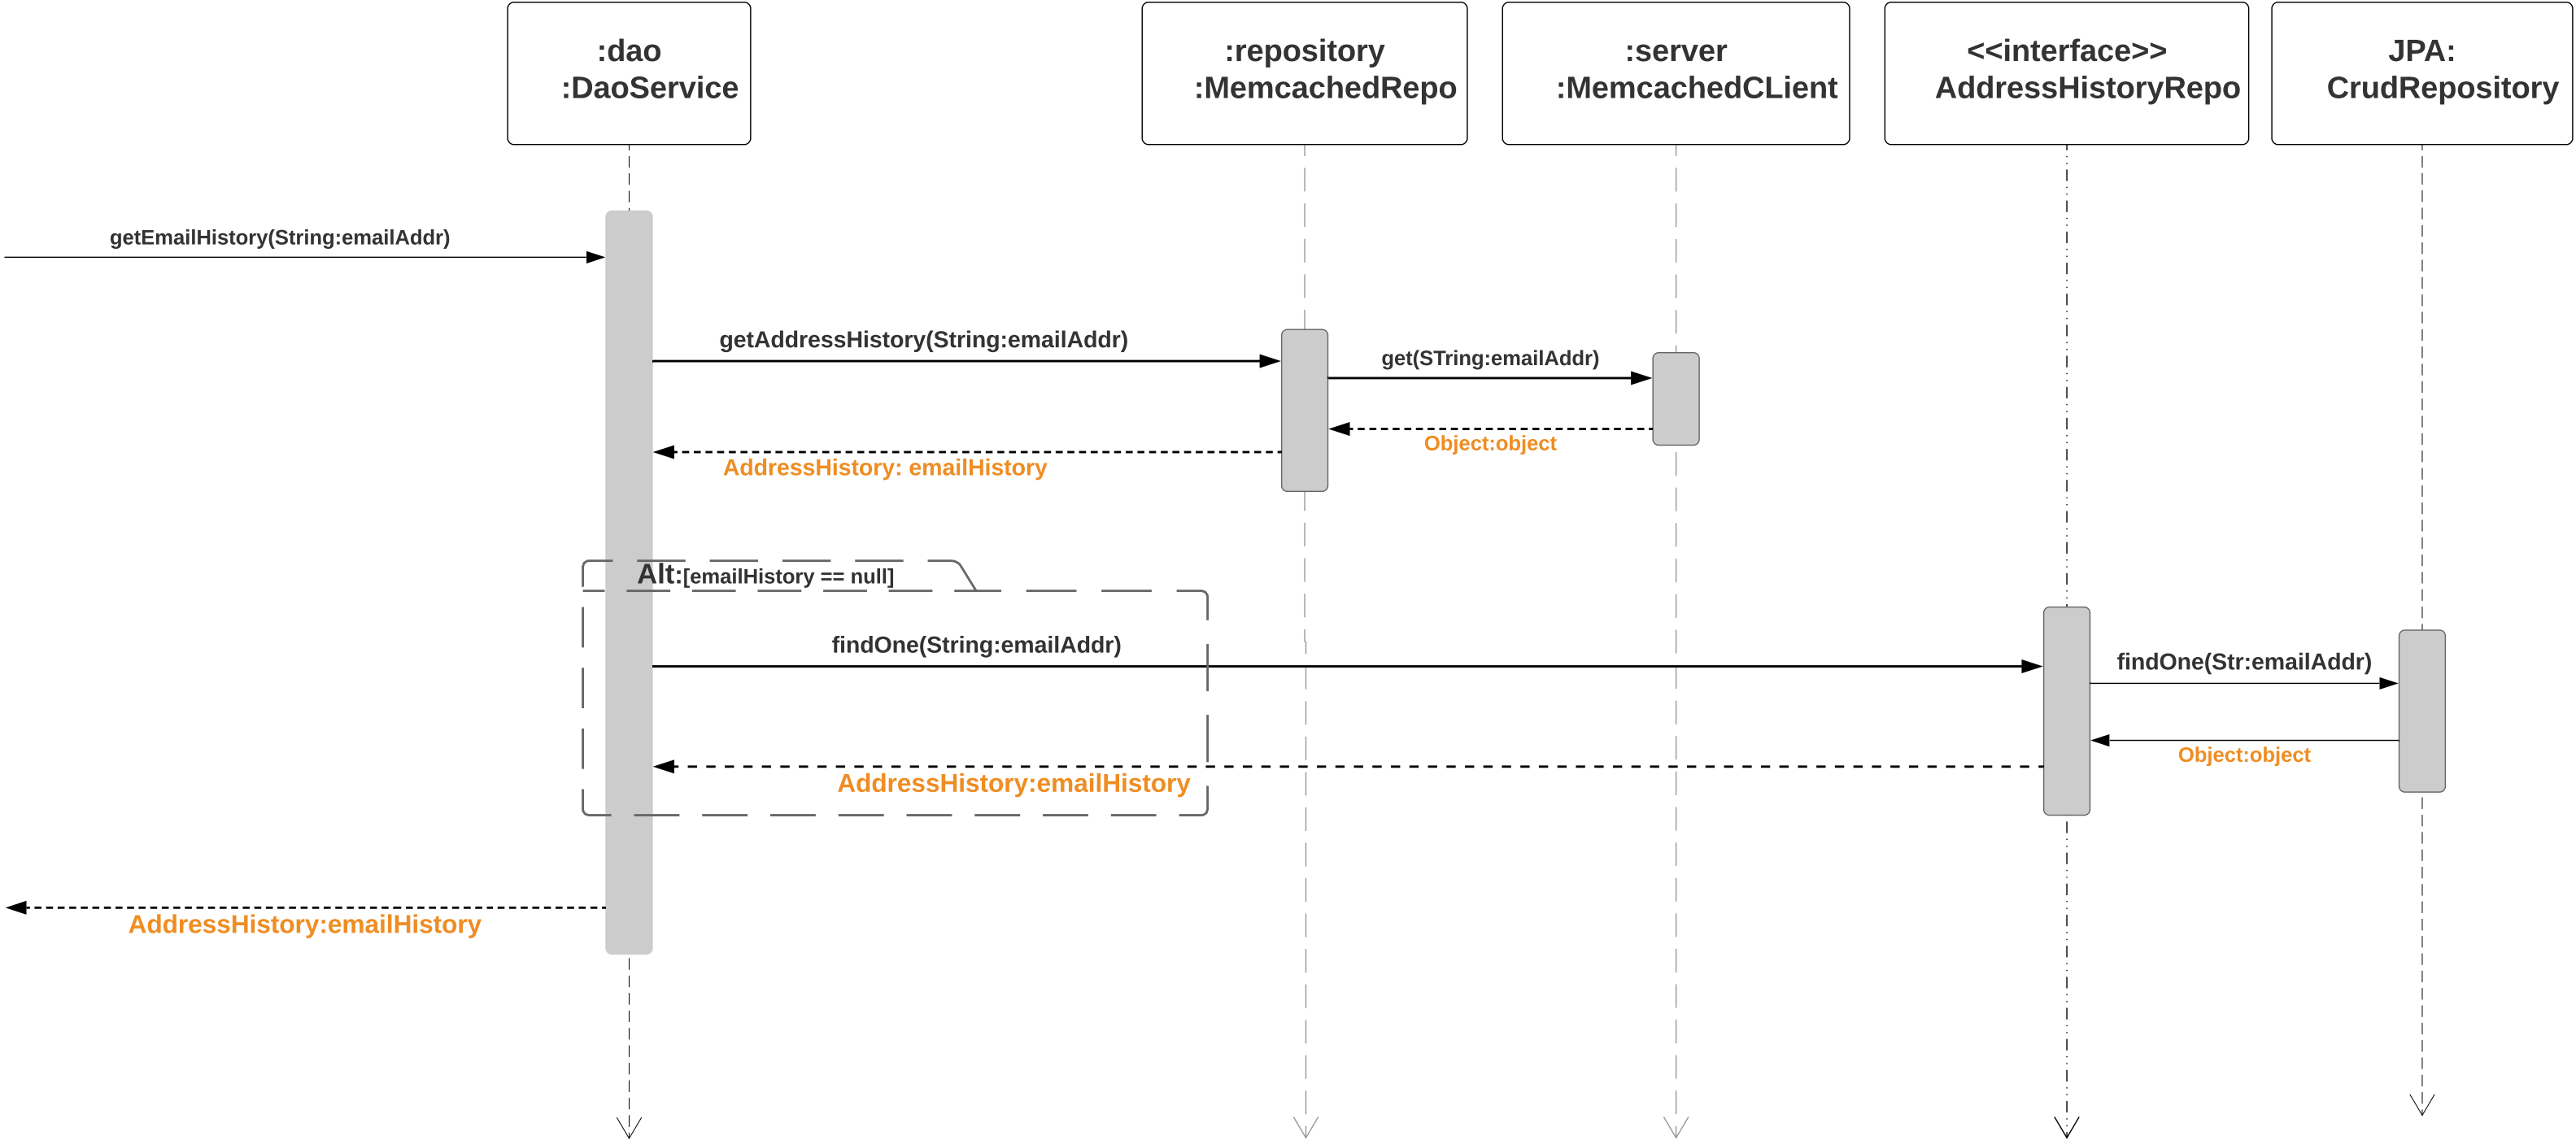 :dao
:DaoService
:repository
:MemcachedRepo
:server
:MemcachedCLient
<<interface>>
AddressHistoryRepo
JPA:
CrudRepository
getEmailHistory(String:emailAddr)
getAddressHistory(String:emailAddr)
get(STring:emailAddr)
Object:object
AddressHistory: emailHistory
Alt:[emailHistory == null]
findOne(String:emailAddr)
findOne(Str:emailAddr)
Object:object
AddressHistory:emailHistory
AddressHistory:emailHistory